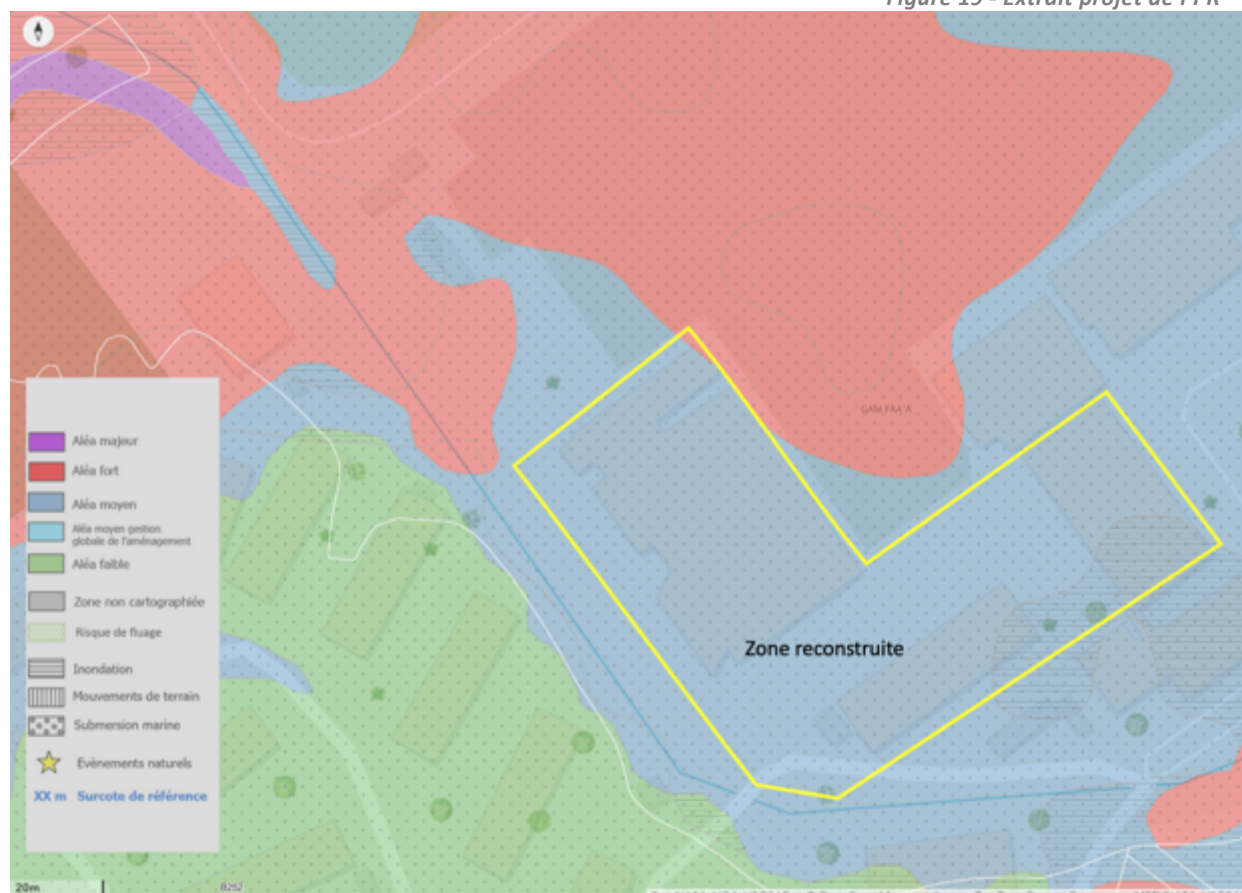 Figure 19 - Extrait projet de PPR
GAM FAA'A
Aléa majeur
Aléa fort
Aléa moyen
Aléa moyen gestion
globale de l'aménagement
Aléa faible
Zone non cartographiée
Risque de fluage
Inondation
Mouvements de terrain
Submersion marine
Evènements naturels
XX m Surcote de référence
Zone reconstruite
20m